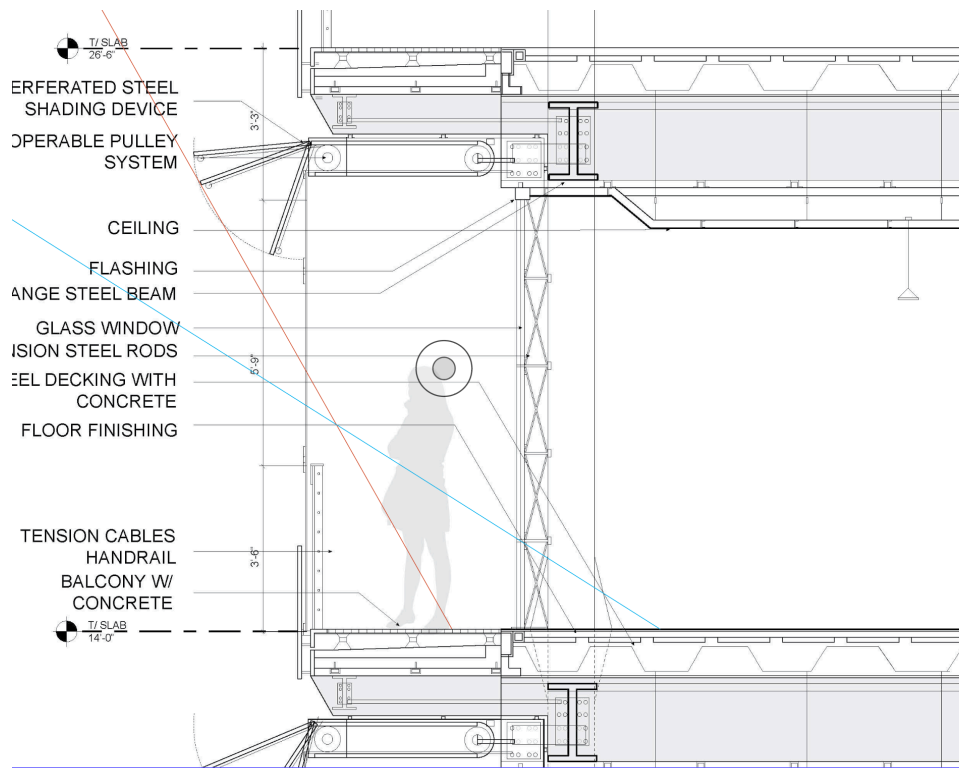 T/ SLAB
26'-6"
ERFERATED STEEL
SHADING DEVICE
3'-3"
OPERABLE PULLEY
SYSTEM
CEILING
FLASHING
ANGE STEEL BEAM
GLASS WINDOW
NSION STEEL RODS
5'-9"
EEL DECKING WITH
CONCRETE
FLOOR FINISHING
TENSION CABLES
HANDRAIL
3'-6"
BALCONY W/
CONCRETE
T/ SLAB
14'-0"